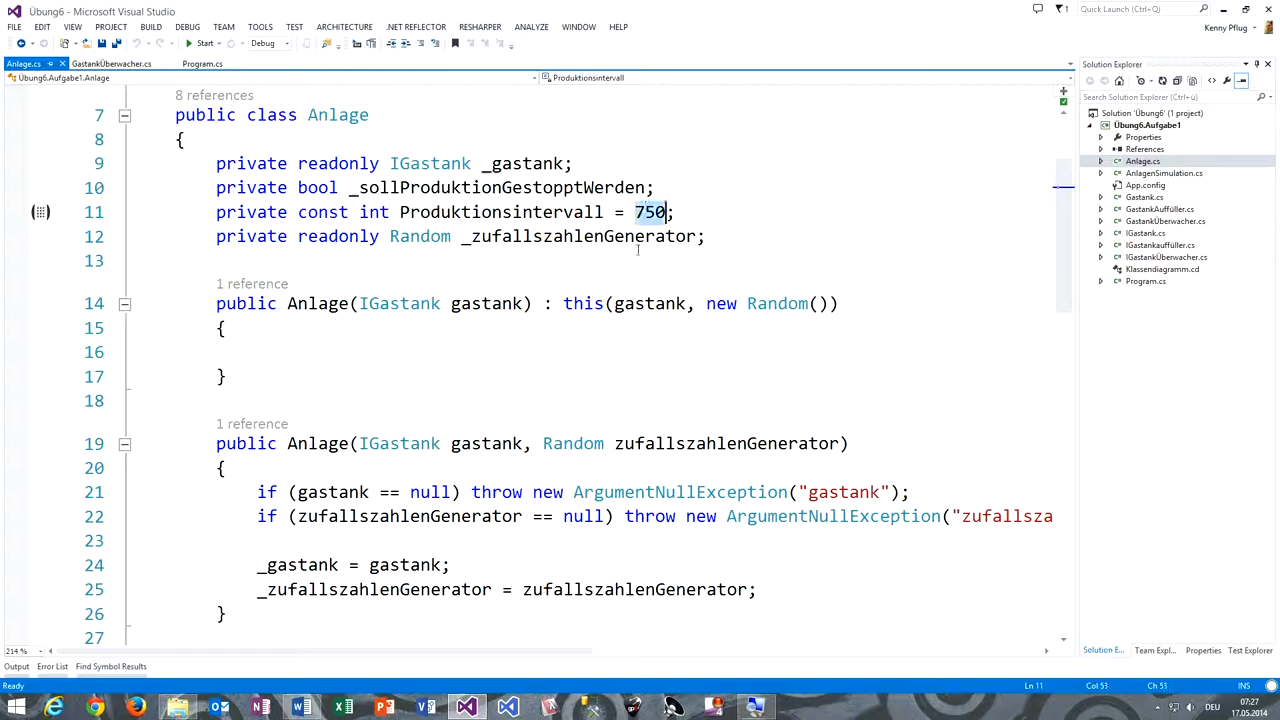 Übung6 - Microsoft Visual Studio
1
Quick Launch (Ctrl+Q)
FILE EDIT VIEW PROJECT BUILD DEBUG TEAM TOOLS TEST ARCHITECTURE .NET REFLECTOR RESHARPER ANALYZE WINDOW HELP
Kenny Pflug
Start Debug
Anlage.cs GastankÜberwacher.cs Program.cs
Übung6.Aufgabe1.Anlage Produktionsintervall
8 references
7 public class Anlage
8 {
9 private readonly IGastank _gastank;
10 private bool _sollProduktionGestopptWerden;
11 private const int Produktionsintervall = 750;
12 private readonly Random _zufallszahlenGenerator;
13
1 reference
14 public Anlage(IGastank gastank) : this(gastank, new Random())
15 {
16
17 }
18
1 reference
19 public Anlage(IGastank gastank, Random zufallszahlenGenerator)
20 {
21 if (gastank == null) throw new ArgumentNullException("gastank");
22 if (zufallszahlenGenerator == null) throw new ArgumentNullException("zufallsza
23
24 _gastank = gastank;
25 _zufallszahlenGenerator = zufallszahlenGenerator;
26 }
27
214 %
Solution Explorer
Search Solution Explorer (Ctrl+ü)
Solution 'Übung6' (1 project)
Übung6.Aufgabe1
Properties
References
Anlage.cs
AnlagenSimulation.cs
App.config
Gastank.cs
GastankAuffüller.cs
GastankÜberwacher.cs
IGastank.cs
IGastankauffüller.cs
IGastankÜberwacher.cs
Klassendiagramm.cd
Program.cs
Solution E... Team Expl... Properties Test Explorer
Output Error List Find Symbol Results
Ready Ln 11 Col 53 Ch 53 INS
DEU
07:27
17.05.2014